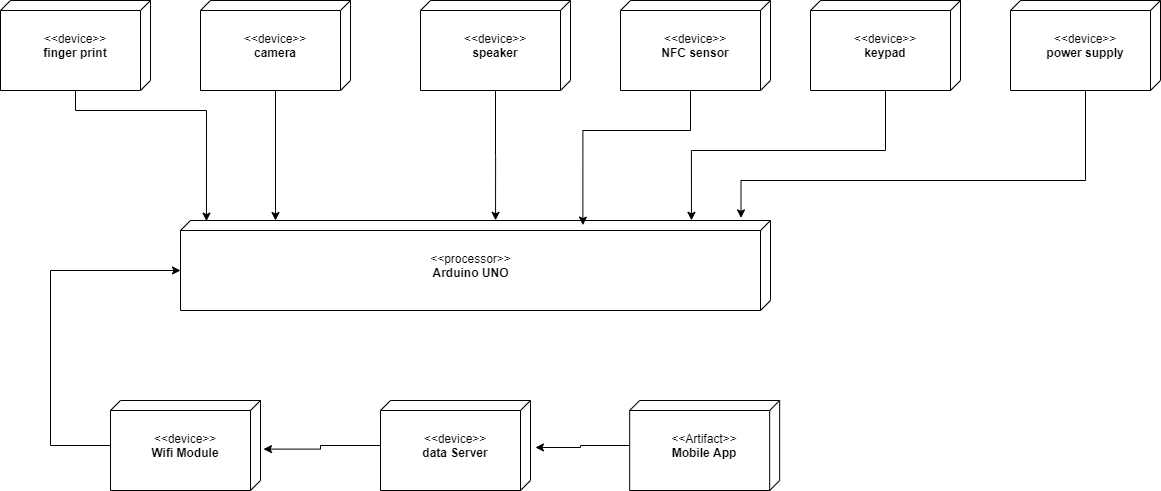 <<device>>
finger print
<<device>>
camera
<<device>>
speaker
<<device>>
NFC sensor
<<device>>
keypad
<<device>>
power supply
<<processor>>
Arduino UNO
<<device>>
Wifi Module
<<device>>
data Server
<<Artifact>>
Mobile App